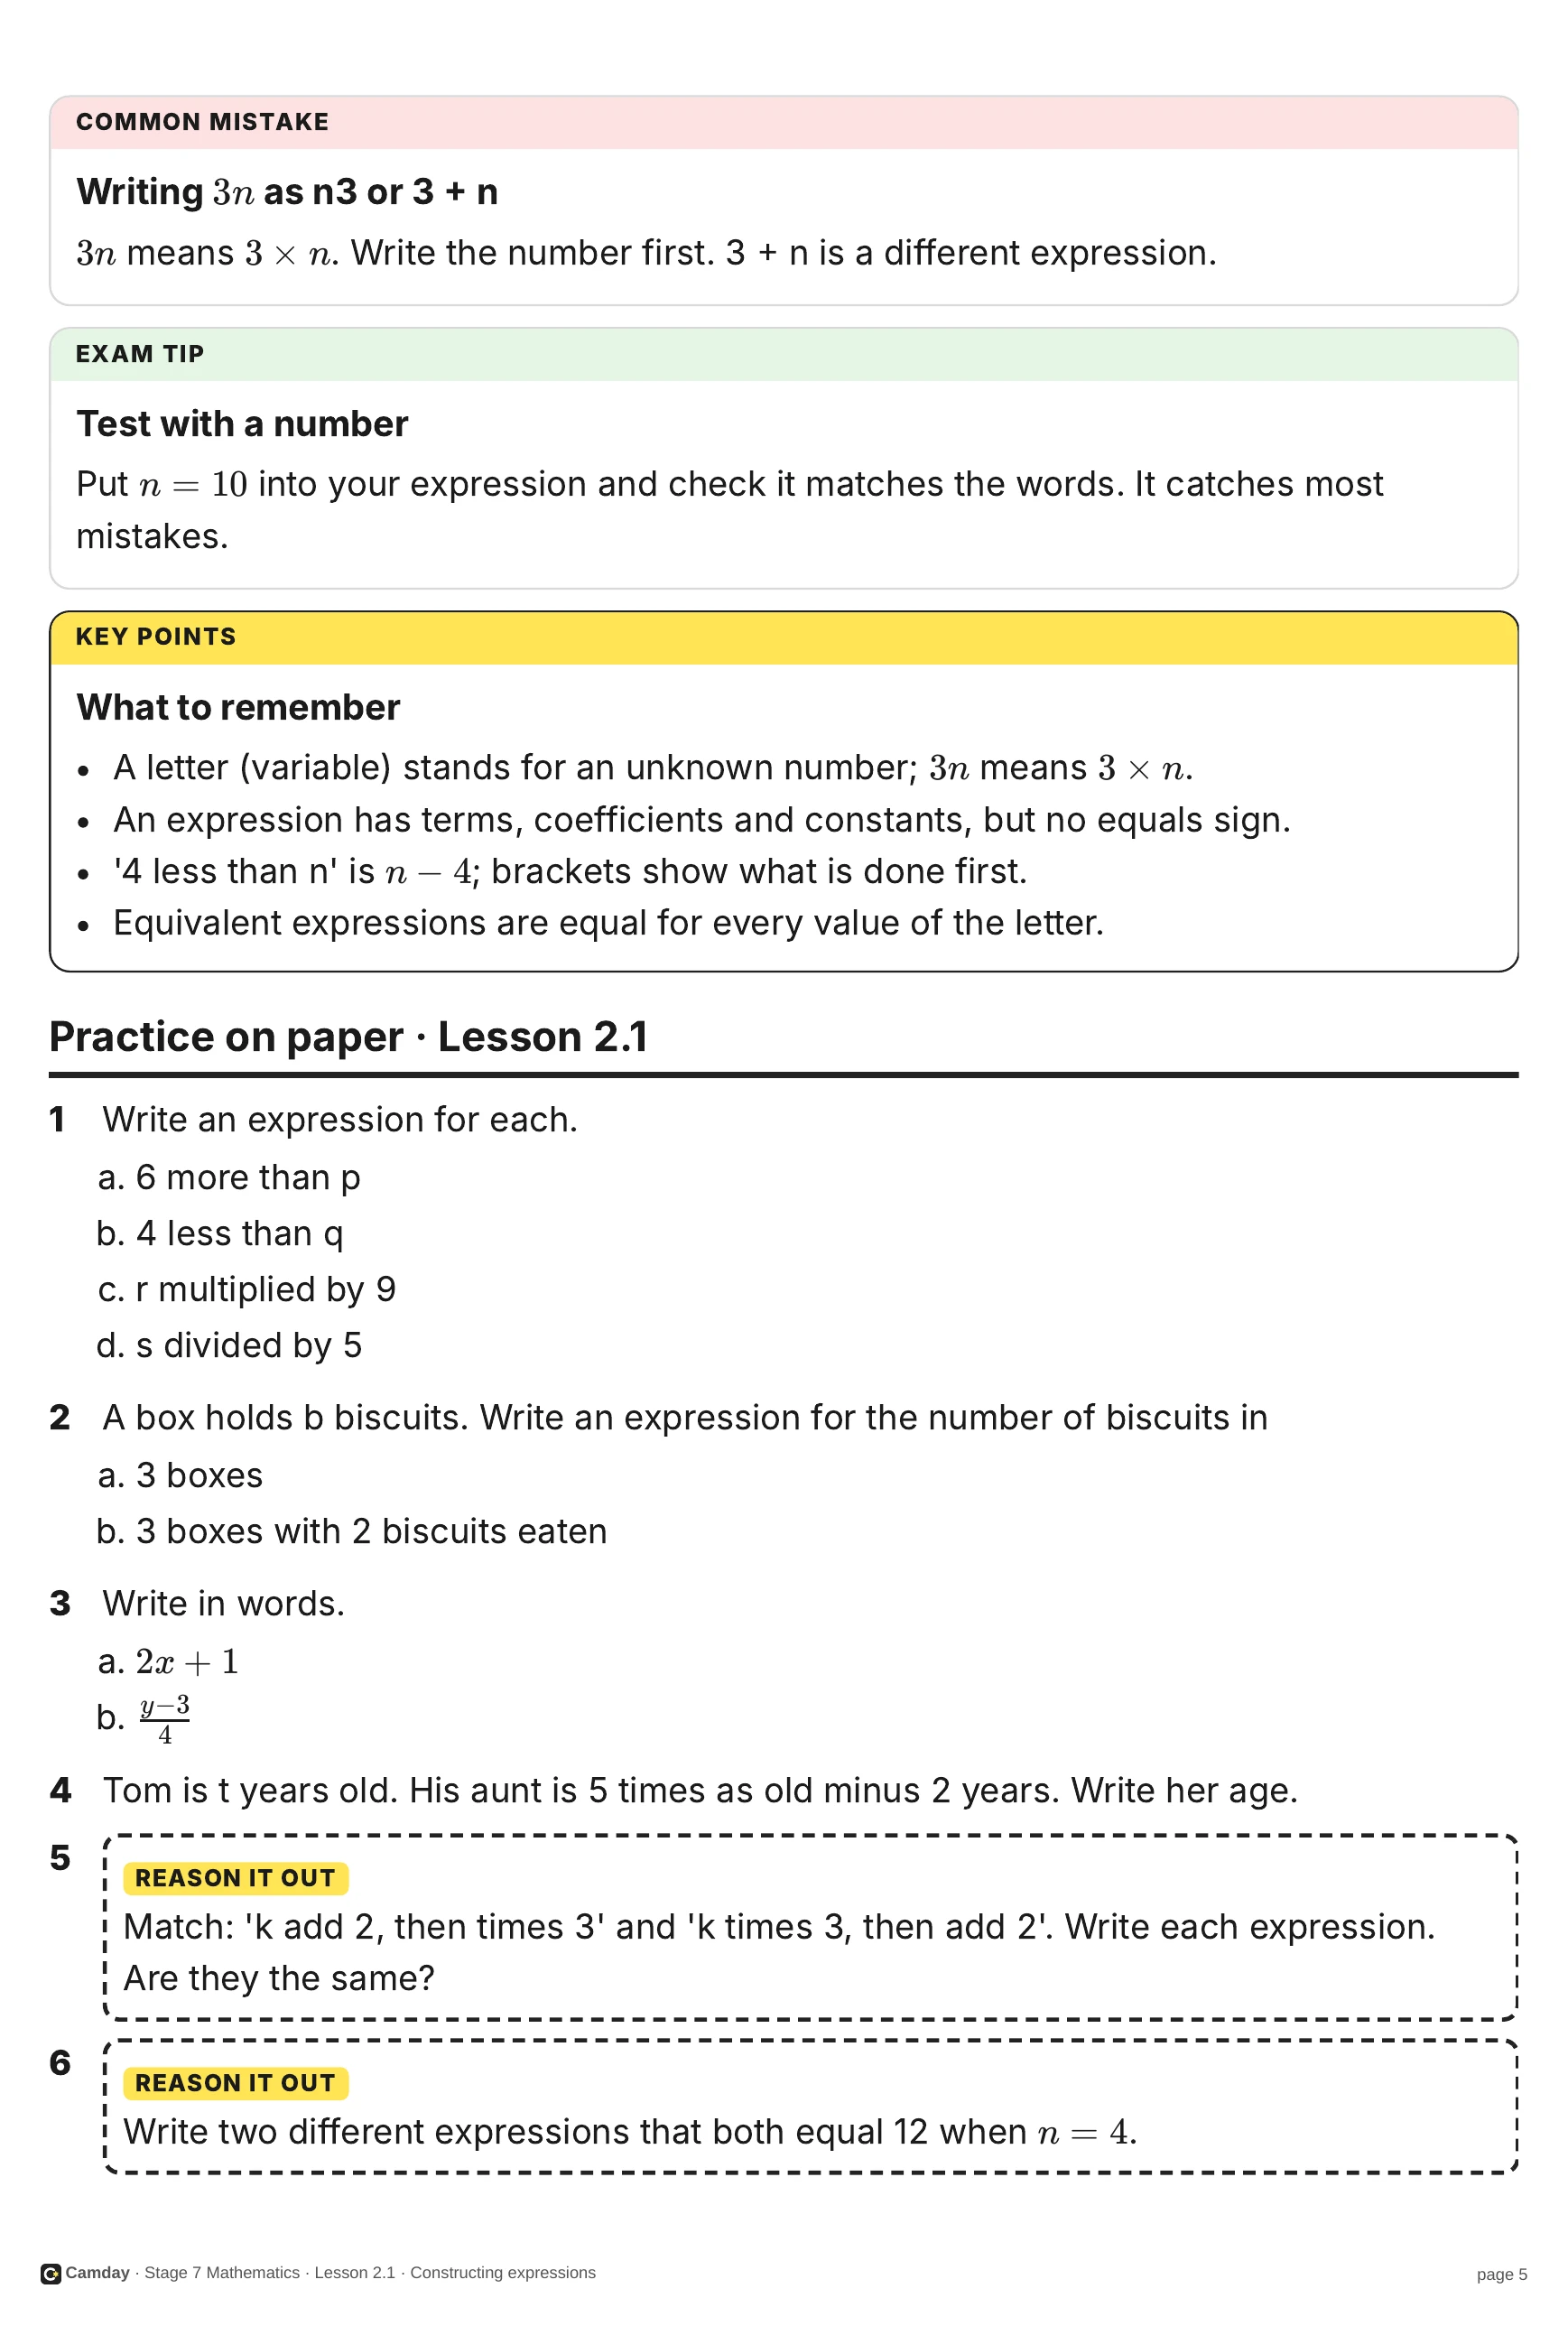 COMMON MISTAKE
Writing 3n as n3 or 3 + n
3n means 3 × n. Write the number first. 3 + n is a different expression.
EXAM TIP
Test with a number
Put n = 10 into your expression and check it matches the words. It catches most
mistakes.
KEY POINTS
What to remember
• A letter (variable) stands for an unknown number; 3n means 3 × n.
• An expression has terms, coefficients and constants, but no equals sign.
• '4 less than n' is n − 4; brackets show what is done first.
• Equivalent expressions are equal for every value of the letter.
Practice on paper · Lesson 2.1
1 Write an expression for each.
a. 6 more than p
b. 4 less than q
c. r multiplied by 9
d. s divided by 5
2 A box holds b biscuits. Write an expression for the number of biscuits in
a. 3 boxes
b. 3 boxes with 2 biscuits eaten
3 Write in words.
a. 2x + 1
b. \frac{y−3}{4}
4 Tom is t years old. His aunt is 5 times as old minus 2 years. Write her age.
5 REASON IT OUT
Match: 'k add 2, then times 3' and 'k times 3, then add 2'. Write each expression.
Are they the same?
6 REASON IT OUT
Write two different expressions that both equal 12 when n = 4.
Camday · Stage 7 Mathematics · Lesson 2.1 · Constructing expressions
page 5